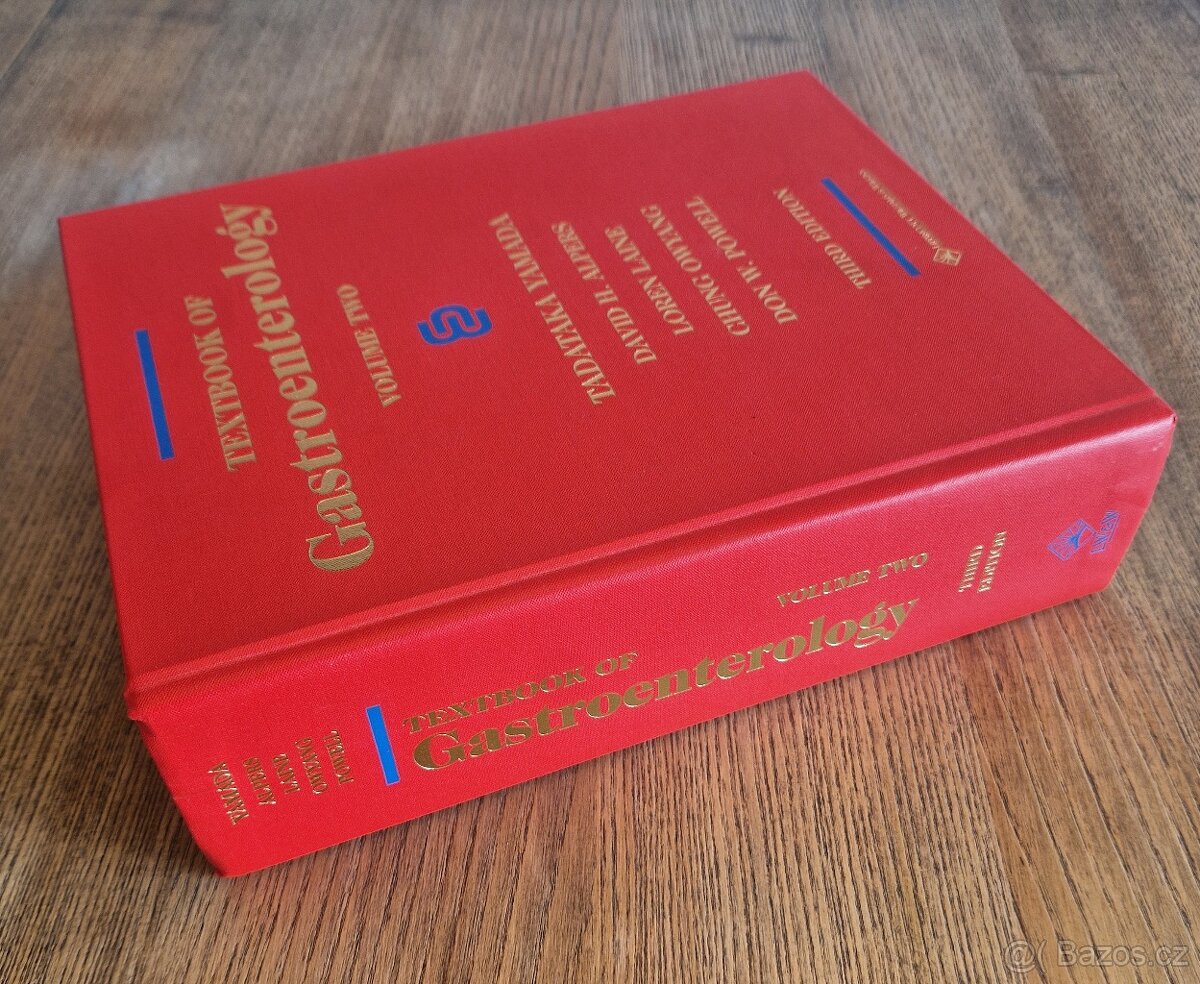 TEXTBOOK OF
Gastroenterology
VOLUME TWO
TADATAKA YAMADA
DAVID H. ALPERS
LOREN LAINE
CHUNG OWYANG
DON W. POWELL
THIRD EDITION
YAMADA
ALPERS
LAINE
OWYANG
POWELL
TEXTBOOK OF
Gastroenterology
VOLUME TWO
THIRD
EDITION
@( Bazos.cz